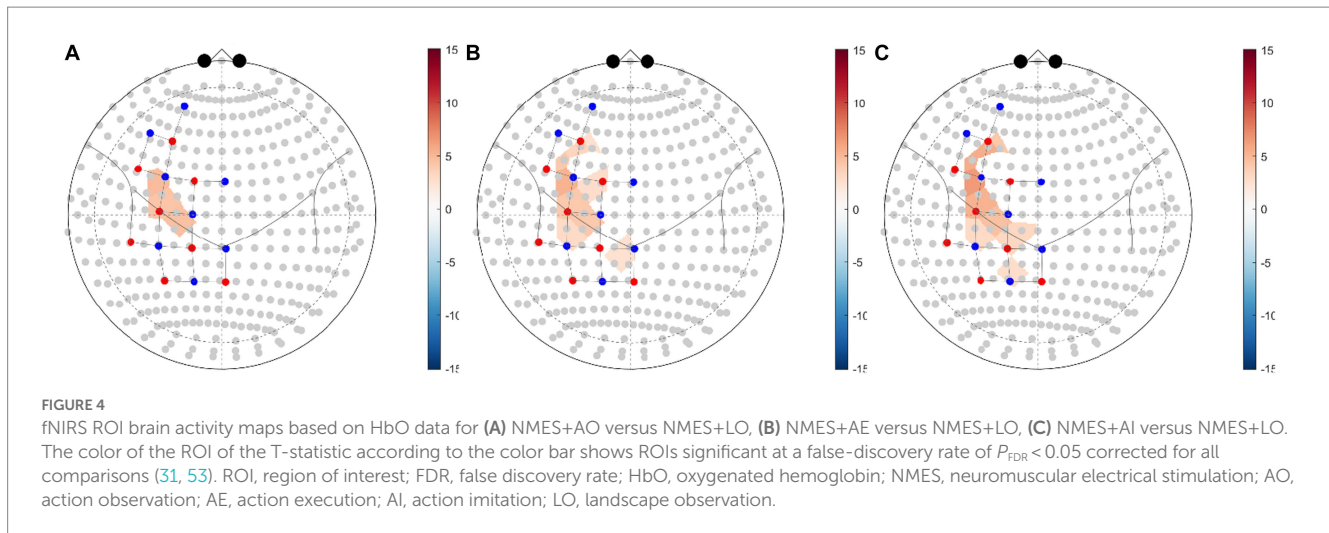 A
B
C
15
10
5
0
-5
-10
-15
15
10
5
0
-5
-10
-15
15
10
5
0
-5
-10
-15
FIGURE 4
fNIRS ROI brain activity maps based on HbO data for (A) NMES+AO versus NMES+LO, (B) NMES+AE versus NMES+LO, (C) NMES+AI versus NMES+LO.
The color of the ROI of the T-statistic according to the color bar shows ROIs significant at a false-discovery rate of PFDR < 0.05 corrected for all
comparisons (31, 53). ROI, region of interest; FDR, false discovery rate; HbO, oxygenated hemoglobin; NMES, neuromuscular electrical stimulation; AO,
action observation; AE, action execution; AI, action imitation; LO, landscape observation.